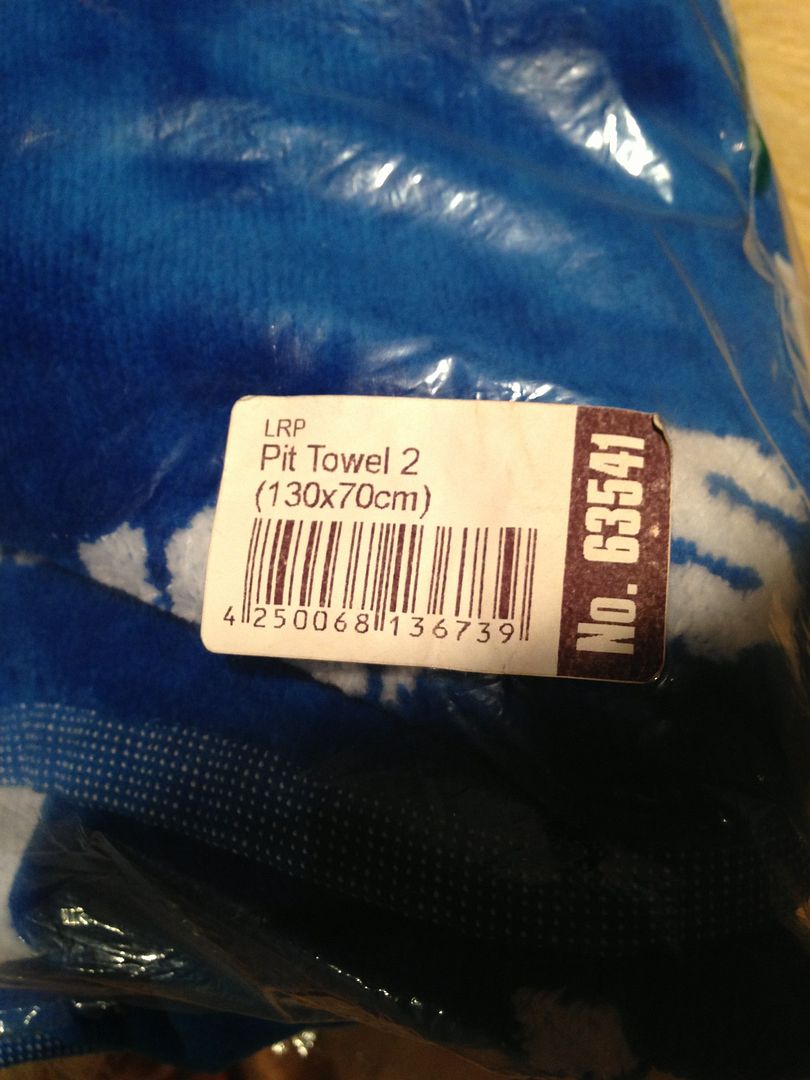 LRP
Pit Towel 2
(130x70cm)
4 250068 136739
No. 63541